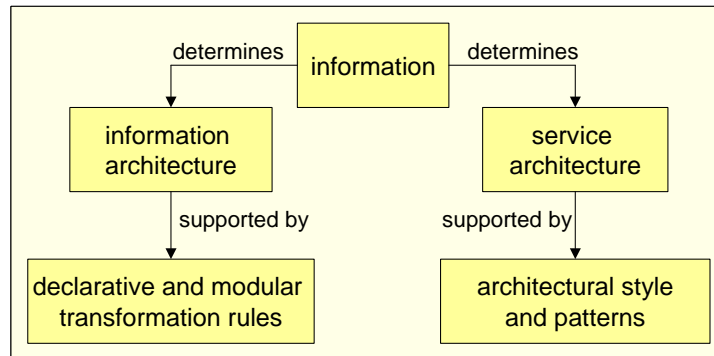 determines
information
determines
information
architecture
service
architecture
supported by
supported by
declarative and modular
transformation rules
architectural style
and patterns